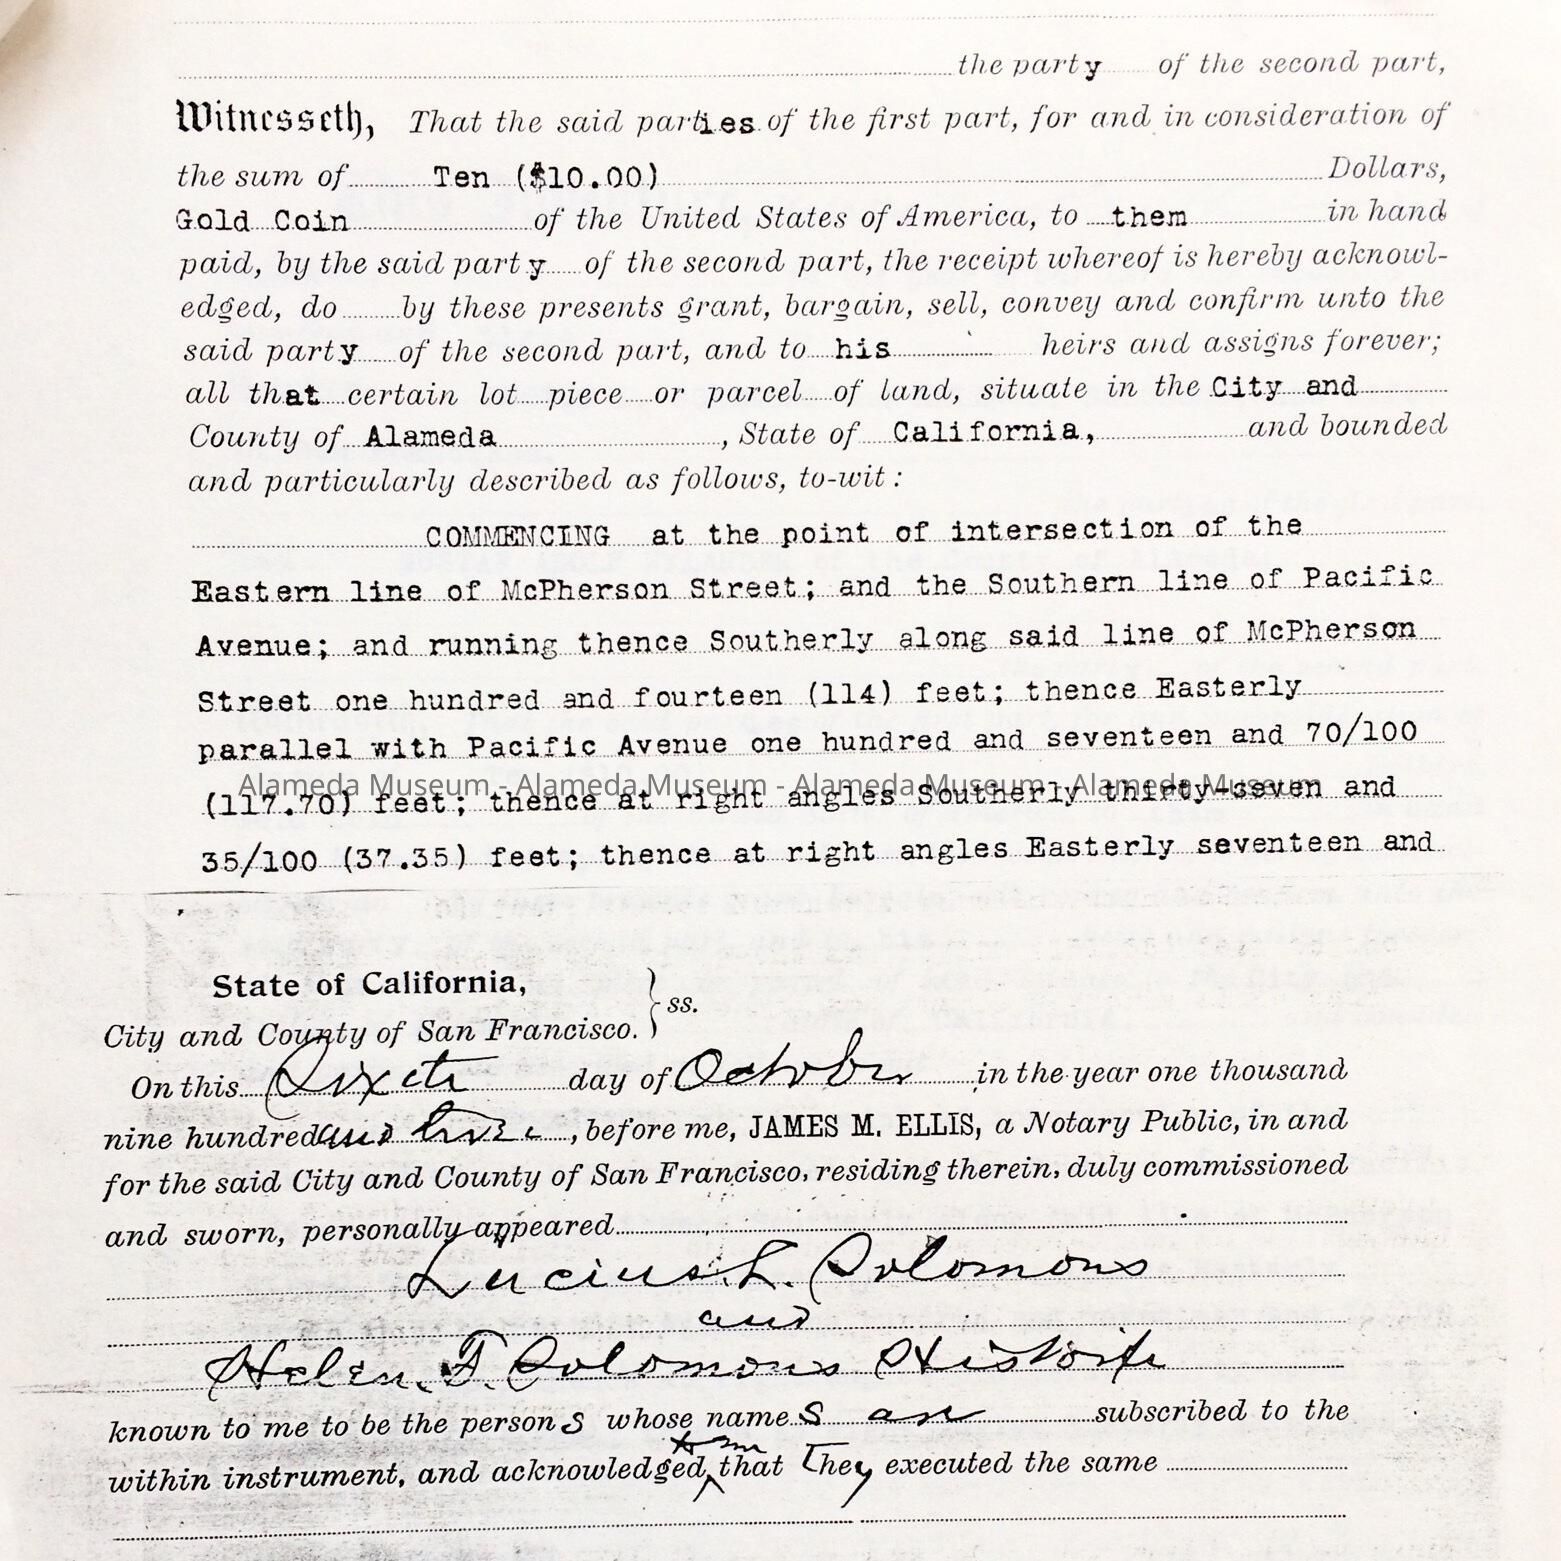 the party of the second part,
Witnesseth, That the said parties of the first part, for and in consideration of
the sum of Ten ($10.00) Dollars,
Gold Coin of the United States of America, to them in hand
paid, by the said party of the second part, the receipt whereof is hereby acknowl-
edged, do by these presents grant, bargain, sell, convey and confirm unto the
said party of the second part, and to his heirs and assigns forever;
all that certain lot piece or parcel of land, situate in the City and
County of Alameda, State of California, and bounded
and particularly described as follows, to-wit:
COMMENCING at the point of intersection of the
Eastern line of McPherson Street; and the Southern line of Pacific
Avenue; and running thence Southerly along said line of McPherson
Street one hundred and fourteen (114) feet; thence Easterly
parallel with Pacific Avenue one hundred and seventeen and 70/100
Alameda Museum - Alameda Museum - Alameda Museum - Alameda Museum
(117.70) feet; thence at right angles Southerly thirty-seven and
35/100 (37.35) feet; thence at right angles Easterly seventeen and
State of California,
City and County of San Francisco. } ss.
On this Sixth day of October in the year one thousand
nine hundred and three, before me, JAMES M. ELLIS, a Notary Public, in and
for the said City and County of San Francisco, residing therein, duly commissioned
and sworn, personally appeared
Lucius L. Solomons
and
Helen F. Solomons His Wife
known to me to be the persons whose names are subscribed to the
to me
within instrument, and acknowledged that they executed the same